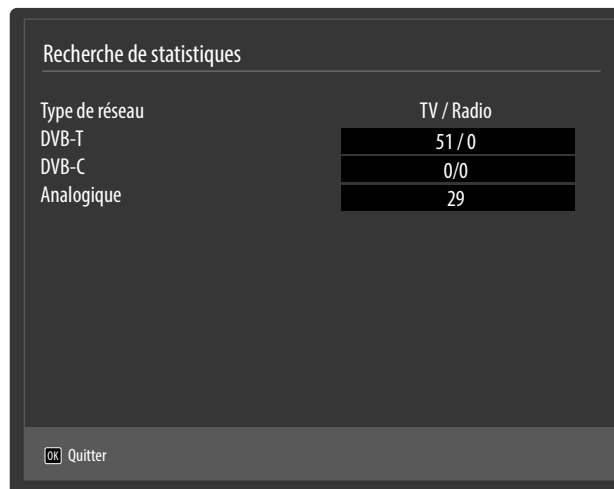 Recherche de statistiques
Type de réseau TV / Radio
DVB-T 51 / 0
DVB-C 0/0
Analogique 29
OK Quitter